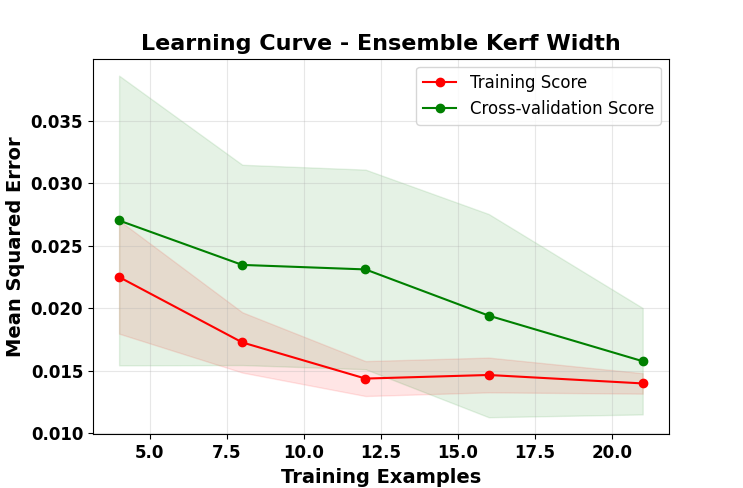 Learning Curve - Ensemble Kerf Width
Training Score
Cross-validation Score
Mean Squared Error
0.035
0.030
0.025
0.020
0.015
0.010
5.0 7.5 10.0 12.5 15.0 17.5 20.0
Training Examples